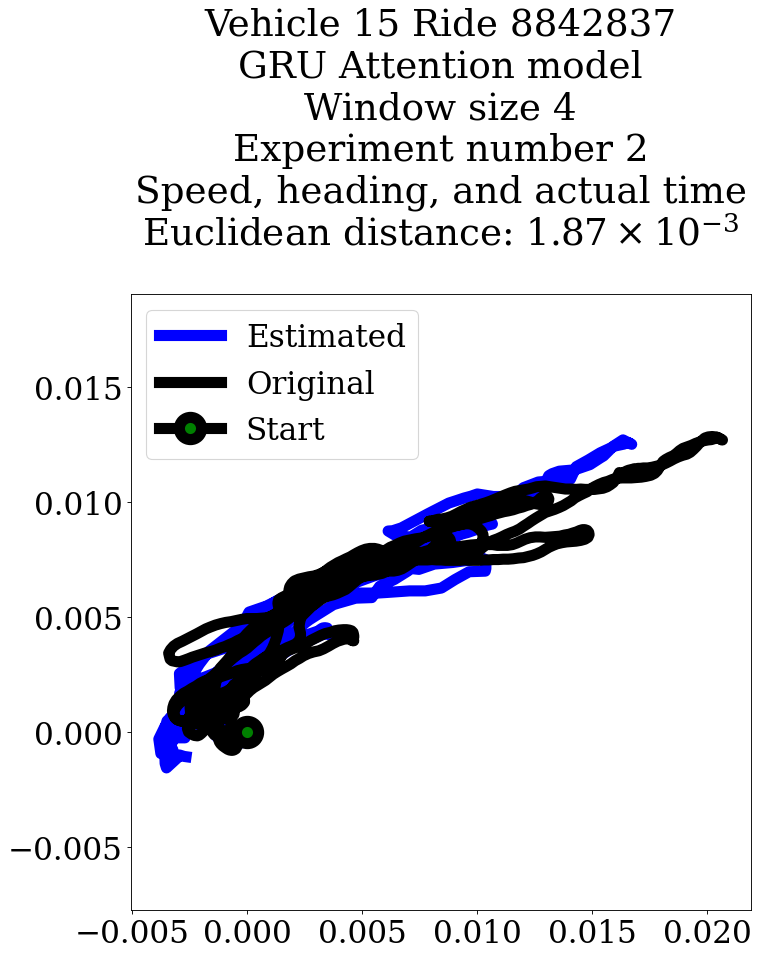 Vehicle 15 Ride 8842837
GRU Attention model
Window size 4
Experiment number 2
Speed, heading, and actual time
Euclidean distance: 1.87 × 10⁻³
Estimated
Original
Start
0.015
0.010
0.005
0.000
−0.005
−0.005 0.000 0.005 0.010 0.015 0.020